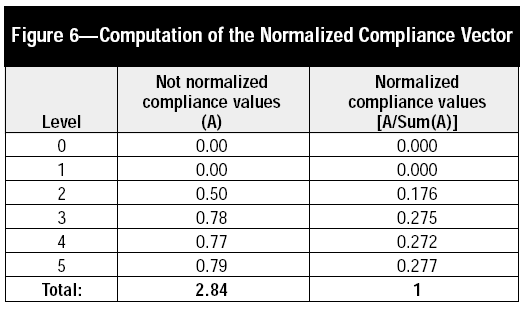 Figure 6—Computation of the Normalized Compliance Vector
Level Not normalized compliance values (A) Normalized compliance values [A/Sum(A)]
0 0.00 0.000
1 0.00 0.000
2 0.50 0.176
3 0.78 0.275
4 0.77 0.272
5 0.79 0.277
Total: 2.84 1